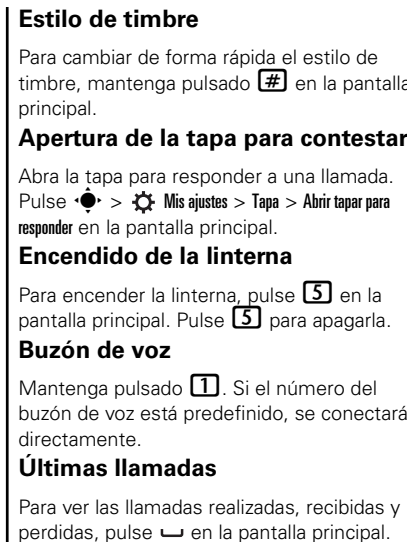 Estilo de timbre
Para cambiar de forma rápida el estilo de
timbre, mantenga pulsado # en la pantalla
principal.
Apertura de la tapa para contestar
Abra la tapa para responder a una llamada.
Pulse > Mis ajustes > Tapa > Abrir tapar para
responder en la pantalla principal.
Encendido de la linterna
Para encender la linterna, pulse 5 en la
pantalla principal. Pulse 5 para apagarla.
Buzón de voz
Mantenga pulsado 1. Si el número del
buzón de voz está predefinido, se conectará
directamente.
Últimas llamadas
Para ver las llamadas realizadas, recibidas y
perdidas, pulse en la pantalla principal.